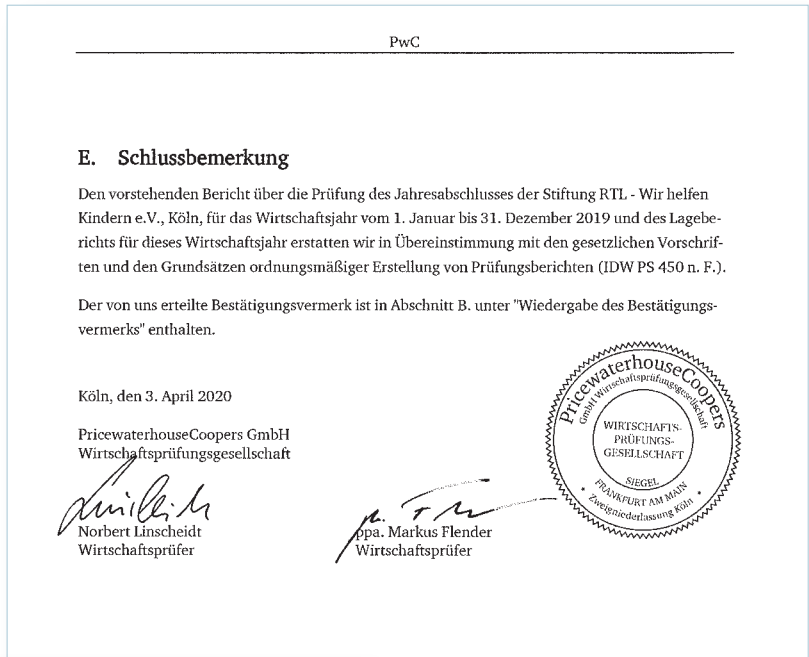 PwC
E. Schlussbemerkung
Den vorstehenden Bericht über die Prüfung des Jahresabschlusses der Stiftung RTL - Wir helfen
Kindern e.V., Köln, für das Wirtschaftsjahr vom 1. Januar bis 31. Dezember 2019 und des Lagebe-
richts für dieses Wirtschaftsjahr erstatten wir in Übereinstimmung mit den gesetzlichen Vorschrif-
ten und den Grundsätzen ordnungsmäßiger Erstellung von Prüfungsberichten (IDW PS 450 n. F.).
Der von uns erteilte Bestätigungsvermerk ist in Abschnitt B. unter "Wiedergabe des Bestätigungs-
vermerks" enthalten.
Köln, den 3. April 2020
PricewaterhouseCoopers GmbH
Wirtschaftsprüfungsgesellschaft
Norbert Linscheidt
Wirtschaftsprüfer
ppa. Markus Flender
Wirtschaftsprüfer
PricewaterhouseCoopers
GmbH Wirtschaftsprüfungsgesellschaft
WIRTSCHAFTS-
PRÜFUNGS-
GESELLSCHAFT
SIEGEL
FRANKFURT AM MAIN
* Zweigniederlassung Köln *